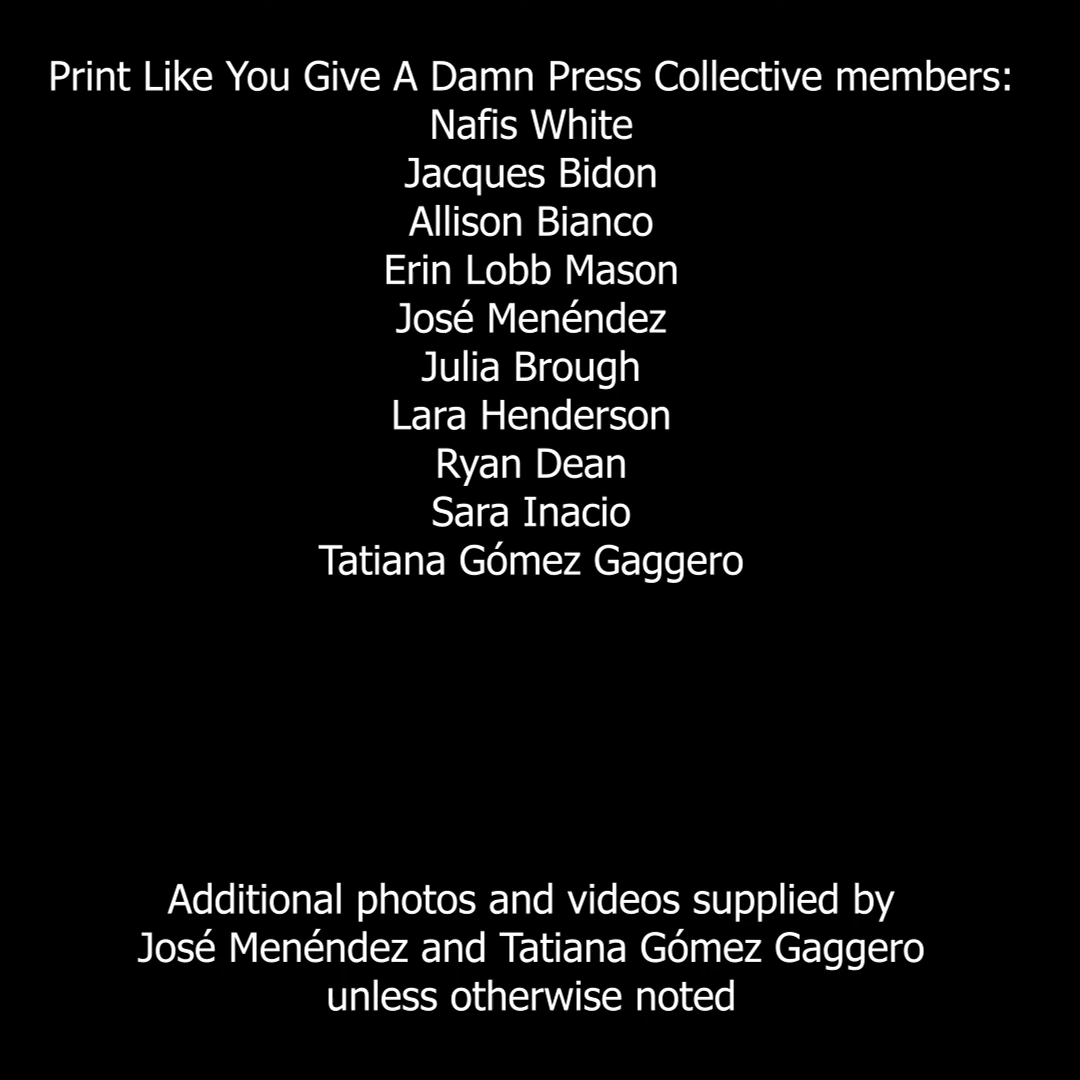 Print Like You Give A Damn Press Collective members:
Nafis White
Jacques Bidon
Allison Bianco
Erin Lobb Mason
José Menéndez
Julia Brough
Lara Henderson
Ryan Dean
Sara Inacio
Tatiana Gómez Gaggero
Additional photos and videos supplied by
José Menéndez and Tatiana Gómez Gaggero
unless otherwise noted